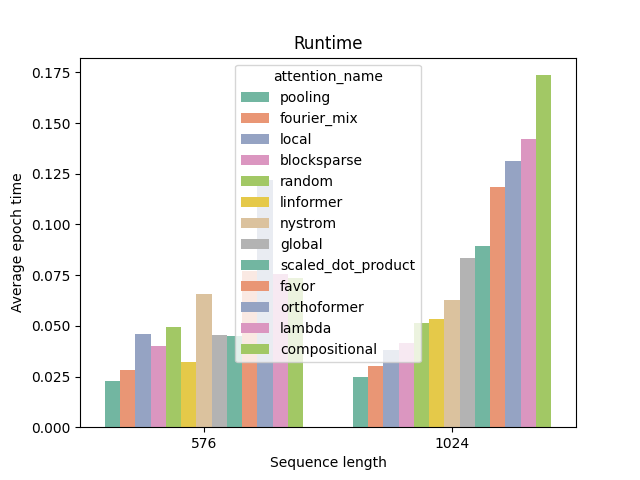 Runtime
attention_name
pooling
fourier_mix
local
blocksparse
random
linformer
nystrom
global
scaled_dot_product
favor
orthoformer
lambda
compositional
0.175
0.150
0.125
0.100
0.075
0.050
0.025
0.000
Average epoch time
576
1024
Sequence length